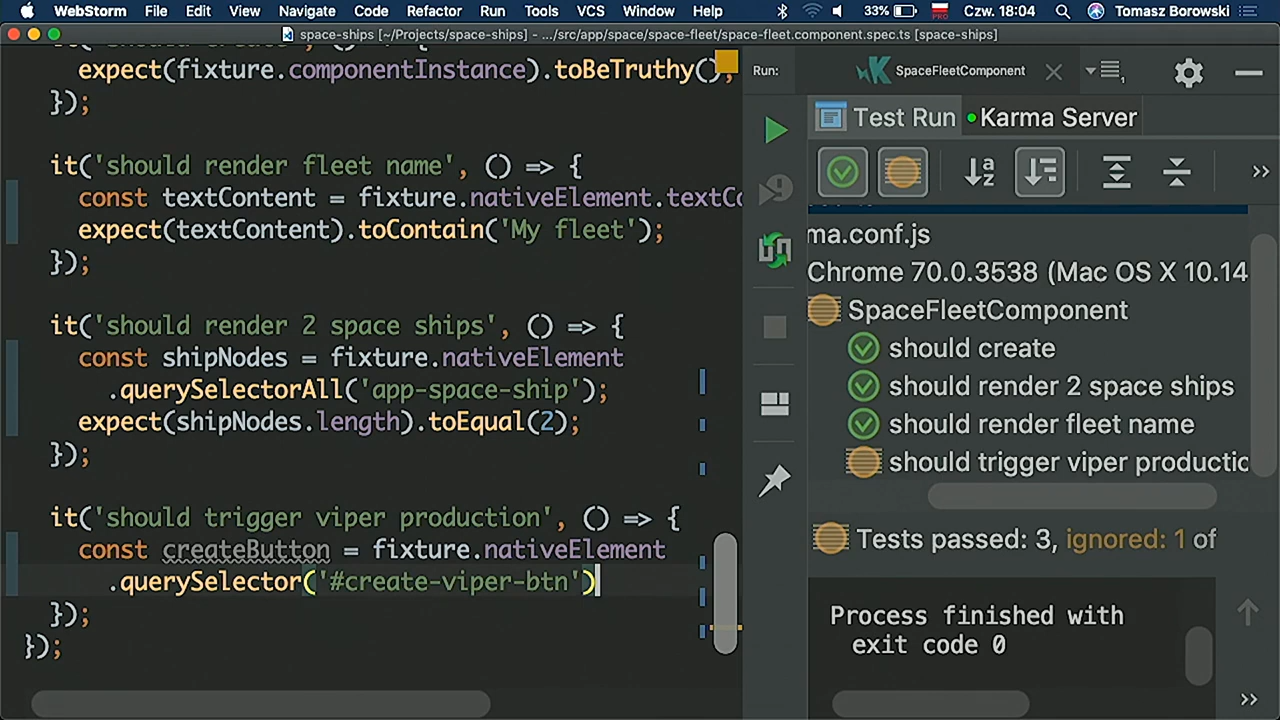 WebStorm File Edit View Navigate Code Refactor Run Tools VCS Window Help 33% PRO Czw. 18:04 Tomasz Borowski
space-ships [~/Projects/space-ships] - .../src/app/space/space-fleet/space-fleet.component.spec.ts [space-ships]
expect(fixture.componentInstance).toBeTruthy();
});
it('should render fleet name', () => {
const textContent = fixture.nativeElement.textCo
expect(textContent).toContain('My fleet');
});
it('should render 2 space ships', () => {
const shipNodes = fixture.nativeElement
.querySelectorAll('app-space-ship');
expect(shipNodes.length).toEqual(2);
});
it('should trigger viper production', () => {
const createButton = fixture.nativeElement
.querySelector('#create-viper-btn')
});
});
Run: SpaceFleetComponent
Test Run Karma Server
ma.conf.js
Chrome 70.0.3538 (Mac OS X 10.14
SpaceFleetComponent
should create
should render 2 space ships
should render fleet name
should trigger viper productio
Tests passed: 3, ignored: 1 of
Process finished with
exit code 0